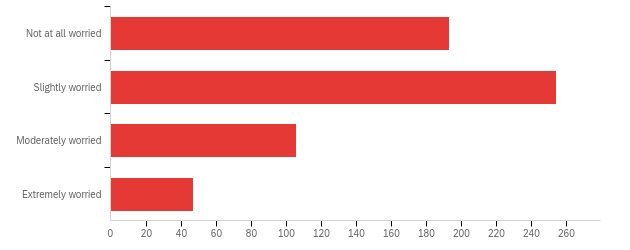 Not at all worried
Slightly worried
Moderately worried
Extremely worried
0 20 40 60 80 100 120 140 160 180 200 220 240 260